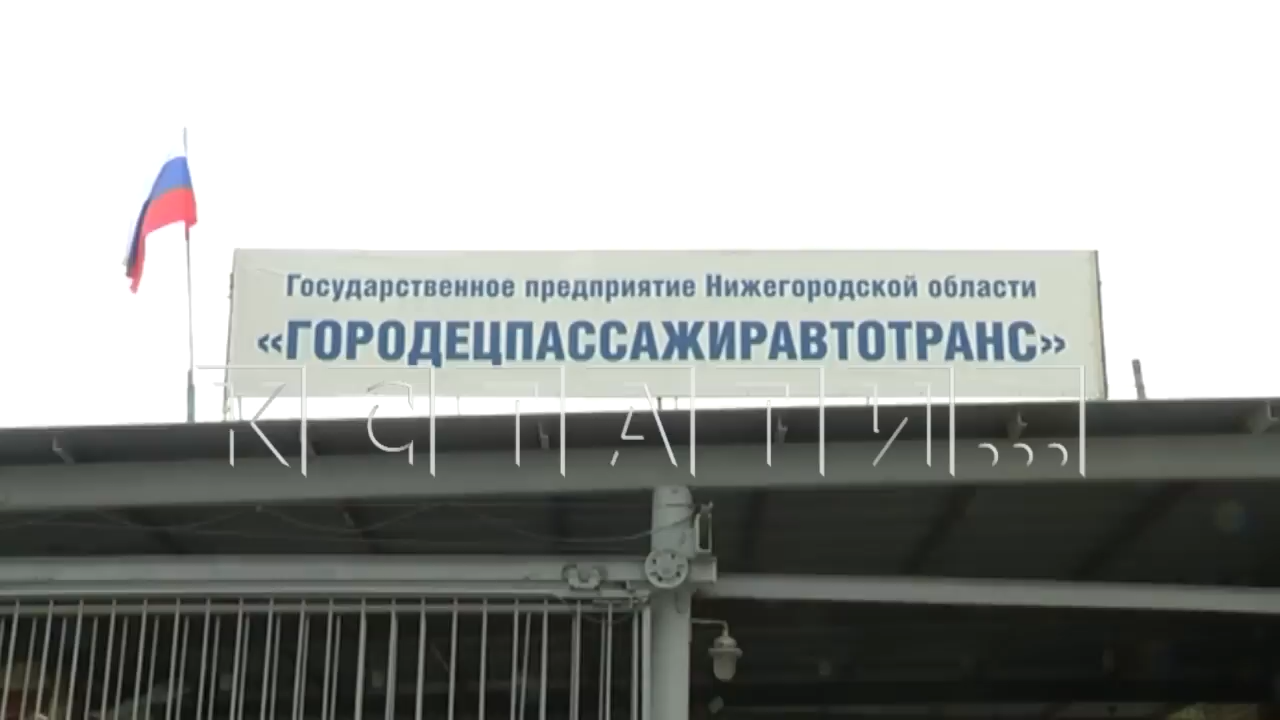 Государственное предприятие Нижегородской области
«ГОРОДЕЦПАССАЖИРАВТОТРАНС»
КСТАТИ...